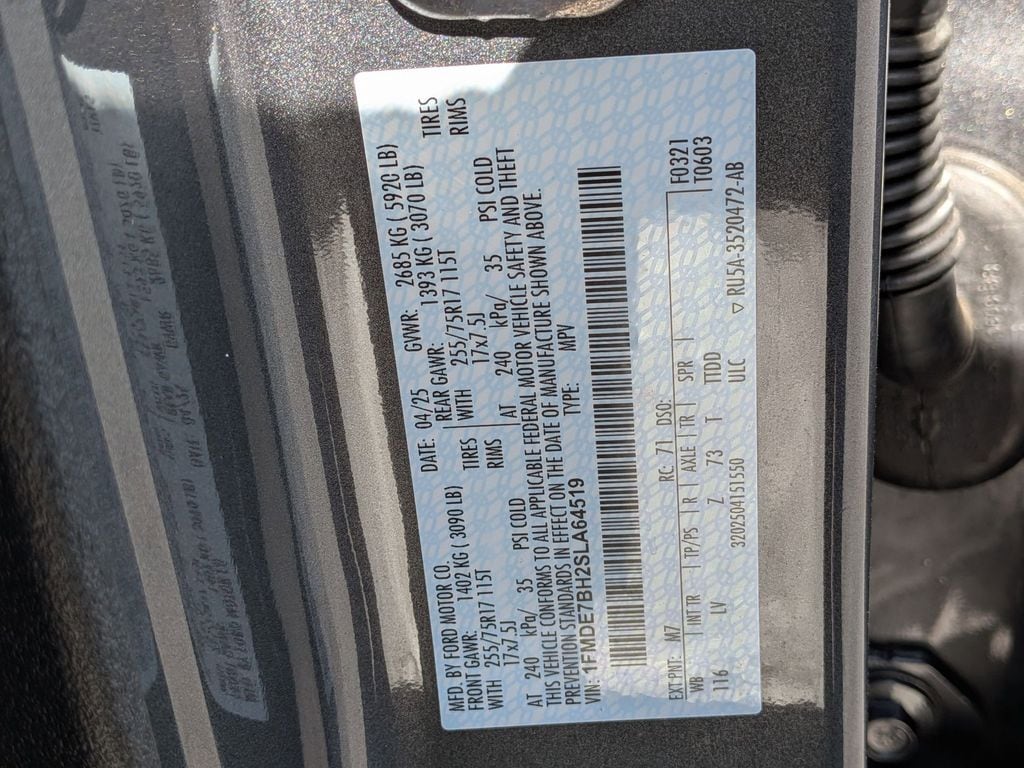 MFD. BY FORD MOTOR CO.
DATE: 04/25 GVWR: 2685 KG ( 5920 LB)
FRONT GAWR: 1402 KG ( 3090 LB) REAR GAWR: 1393 KG ( 3070 LB)
WITH 255/75R17 115T TIRES WITH 255/75R17 115T TIRES
17x7.5J RIMS 17x7.5J RIMS
AT 240 kPa/ 35 PSI COLD AT 240 kPa/ 35 PSI COLD
THIS VEHICLE CONFORMS TO ALL APPLICABLE FEDERAL MOTOR VEHICLE SAFETY AND THEFT
PREVENTION STANDARDS IN EFFECT ON THE DATE OF MANUFACTURE SHOWN ABOVE.
VIN: 1FMDE7BH2SLA64519 TYPE: MPV
EXT PNT: M7 RC: 71 DSO: F0321
WB INT TR TP/PS R AXLE TR SPR T0603
116 LV Z 73 T TTDD
3202504151550 ULC ▽ RU5A-3520472-AB